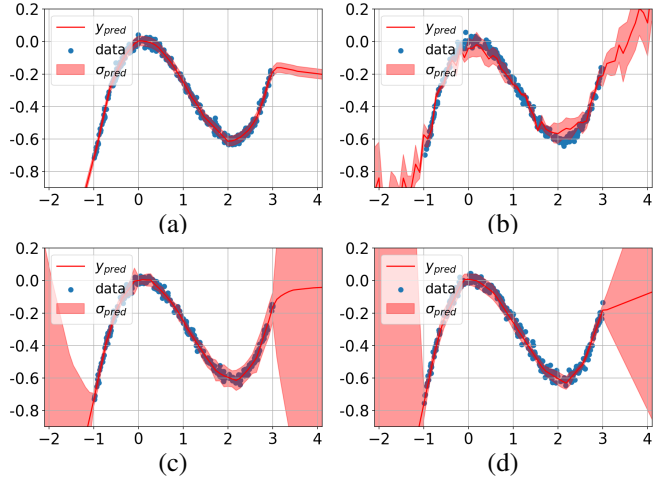 0.2
0.0
-0.2
-0.4
-0.6
-0.8
y_pred
data
σ_pred
−2 −1 0 1 2 3 4
(a)
0.2
0.0
-0.2
-0.4
-0.6
-0.8
y_pred
data
σ_pred
−2 −1 0 1 2 3 4
(b)
0.2
0.0
-0.2
-0.4
-0.6
-0.8
y_pred
data
σ_pred
−2 −1 0 1 2 3 4
(c)
0.2
0.0
-0.2
-0.4
-0.6
-0.8
y_pred
data
σ_pred
−2 −1 0 1 2 3 4
(d)